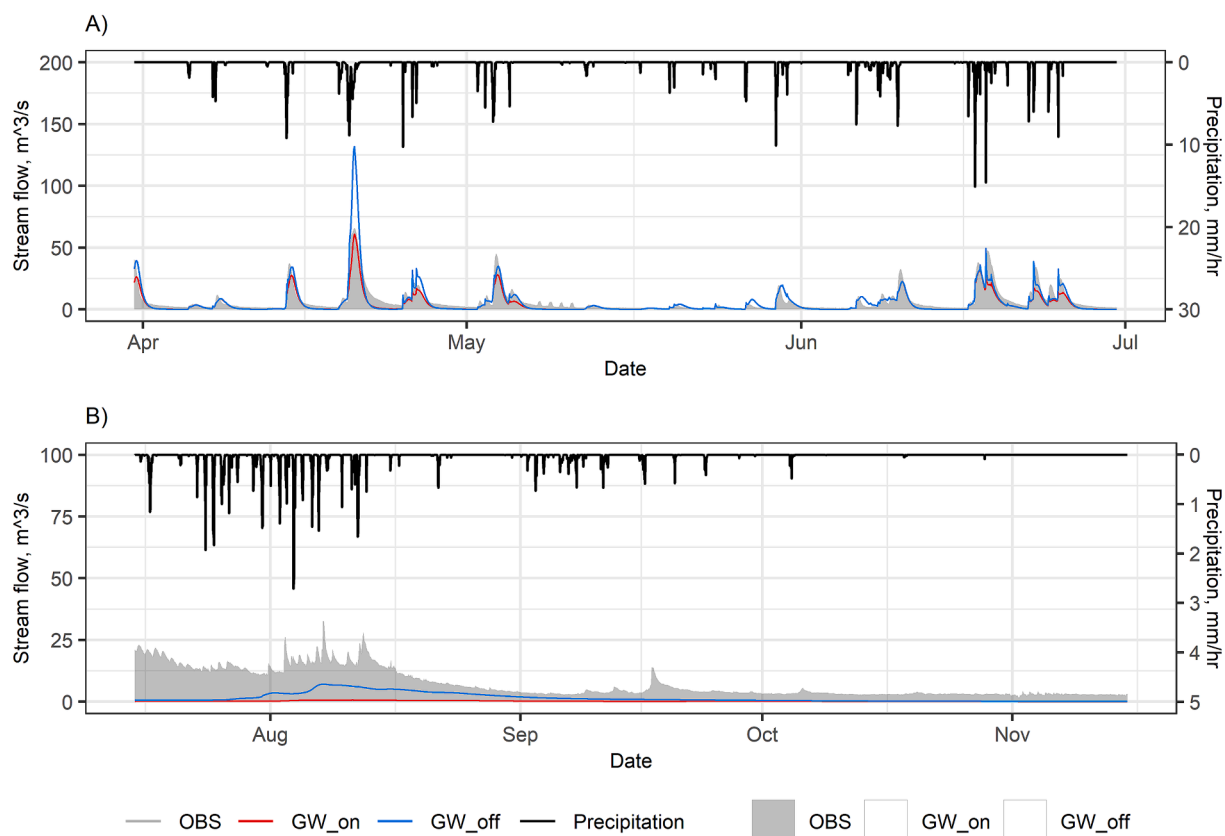 A)
200
150
100
50
0
Stream flow, m^3/s
0
10
20
30
Precipitation, mm/hr
Apr
May
Jun
Jul
Date
B)
100
75
50
25
0
Stream flow, m^3/s
0
1
2
3
4
5
Precipitation, mm/hr
Aug
Sep
Oct
Nov
Date
OBS GW_on GW_off Precipitation OBS GW_on GW_off